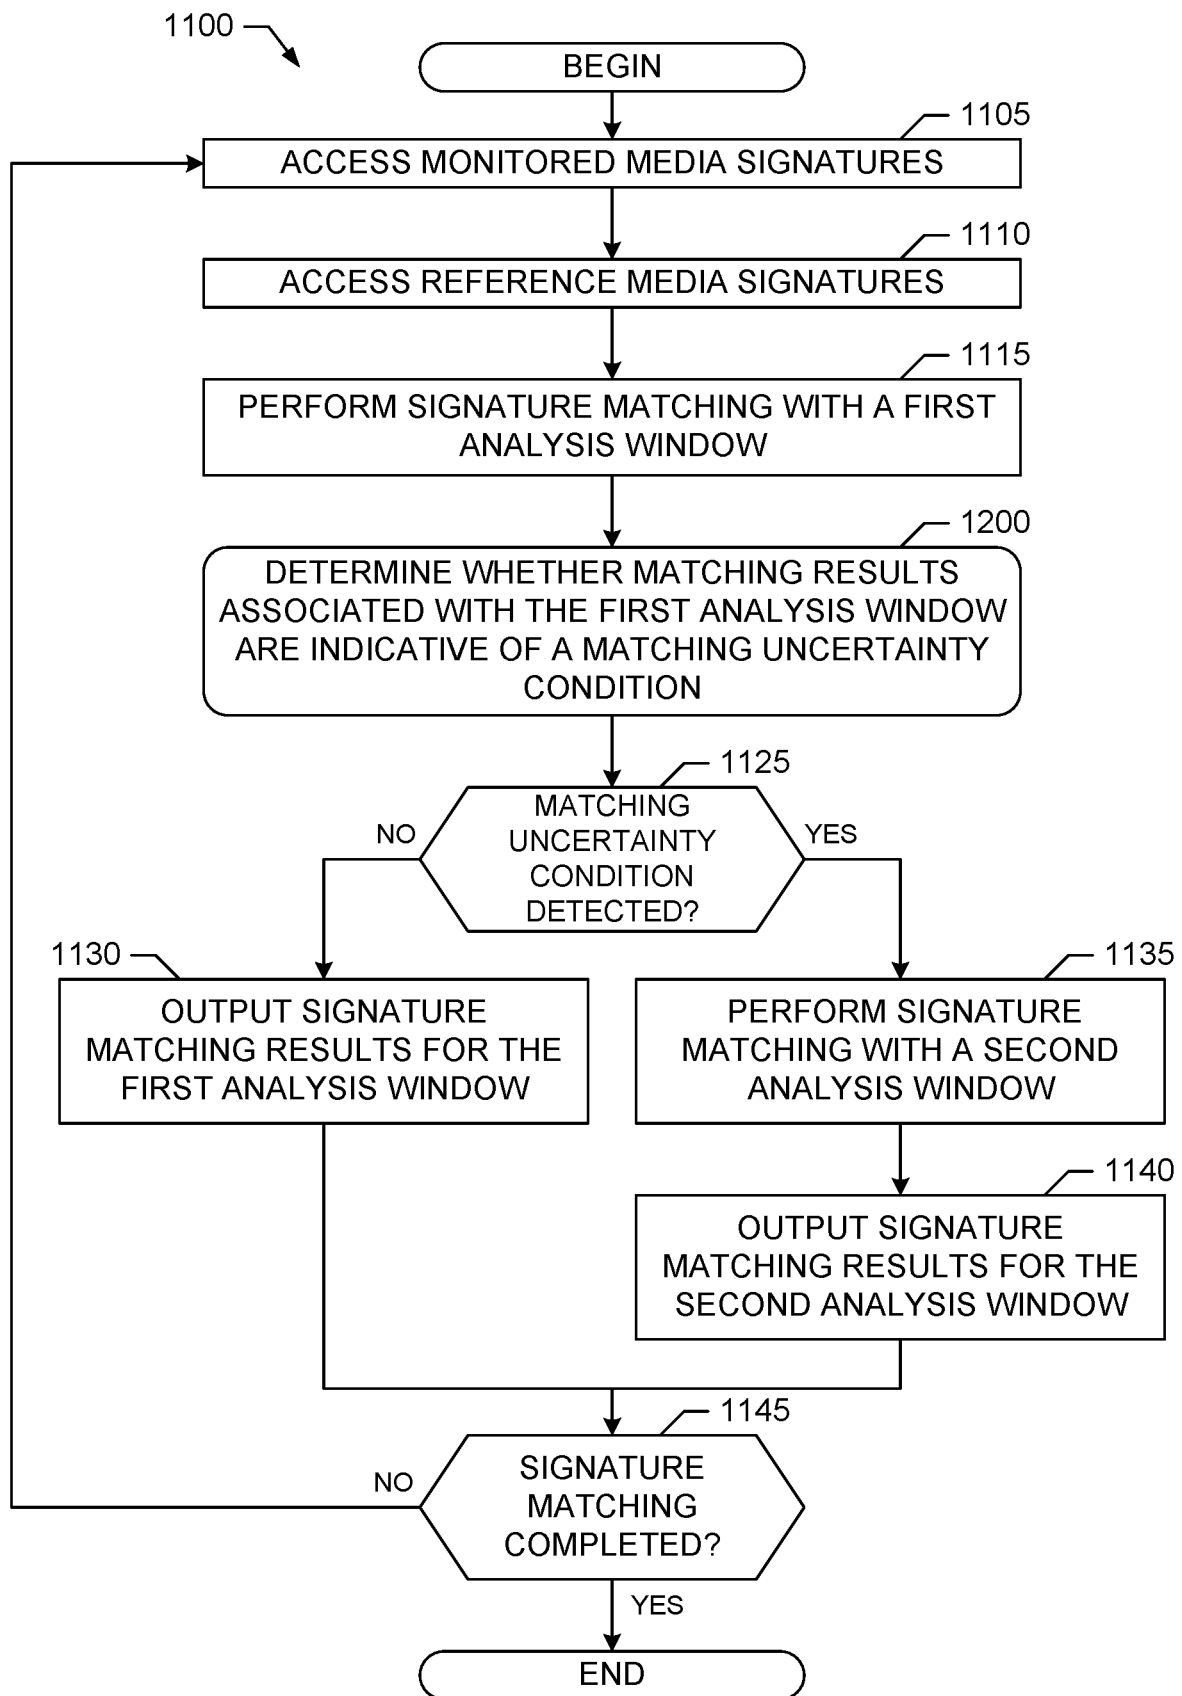 1100
BEGIN
1105
ACCESS MONITORED MEDIA SIGNATURES
1110
ACCESS REFERENCE MEDIA SIGNATURES
1115
PERFORM SIGNATURE MATCHING WITH A FIRST
ANALYSIS WINDOW
1200
DETERMINE WHETHER MATCHING RESULTS
ASSOCIATED WITH THE FIRST ANALYSIS WINDOW
ARE INDICATIVE OF A MATCHING UNCERTAINTY
CONDITION
1125
MATCHING
UNCERTAINTY
CONDITION
DETECTED?
NO
YES
1130
OUTPUT SIGNATURE
MATCHING RESULTS FOR THE
FIRST ANALYSIS WINDOW
1135
PERFORM SIGNATURE
MATCHING WITH A SECOND
ANALYSIS WINDOW
1140
OUTPUT SIGNATURE
MATCHING RESULTS FOR THE
SECOND ANALYSIS WINDOW
1145
SIGNATURE
MATCHING
COMPLETED?
NO
YES
END